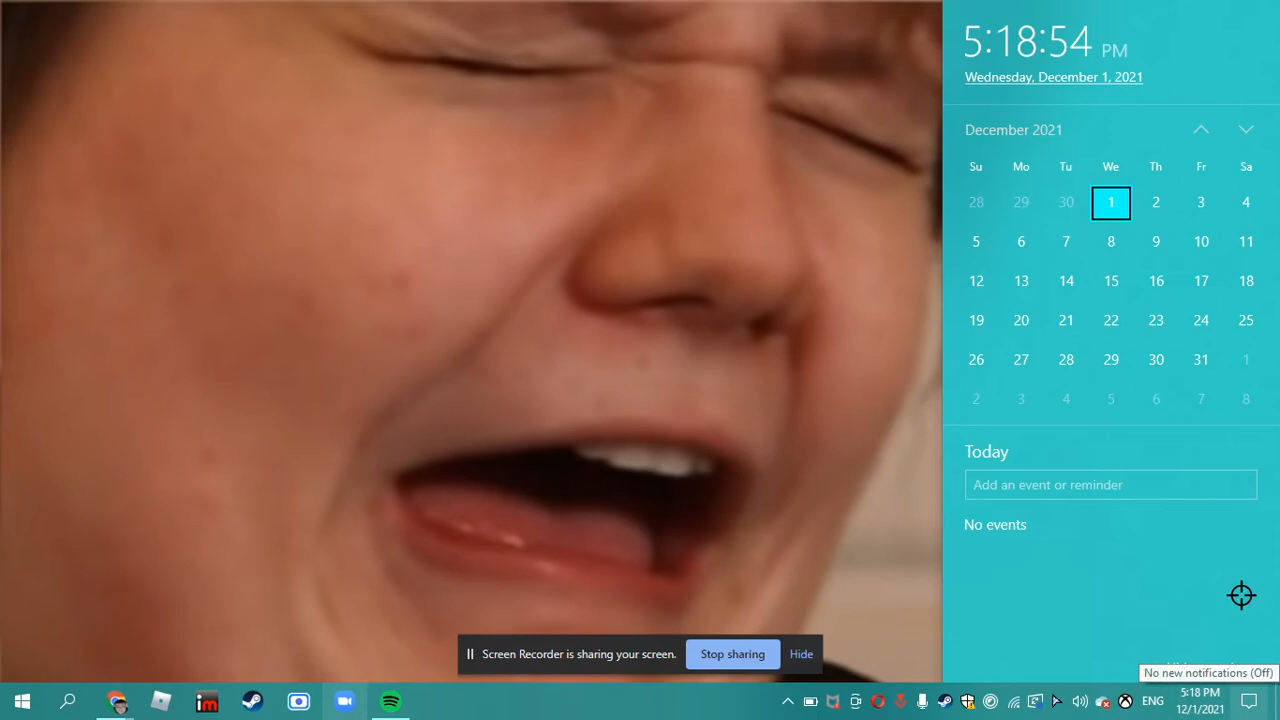 5:18:54 PM
Wednesday, December 1, 2021
December 2021
Su Mo Tu We Th Fr Sa
28 29 30 1 2 3 4
5 6 7 8 9 10 11
12 13 14 15 16 17 18
19 20 21 22 23 24 25
26 27 28 29 30 31 1
2 3 4 5 6 7 8
Today
Add an event or reminder
No events
Screen Recorder is sharing your screen. Stop sharing Hide
No new notifications (Off)
im
ENG
5:18 PM
12/1/2021